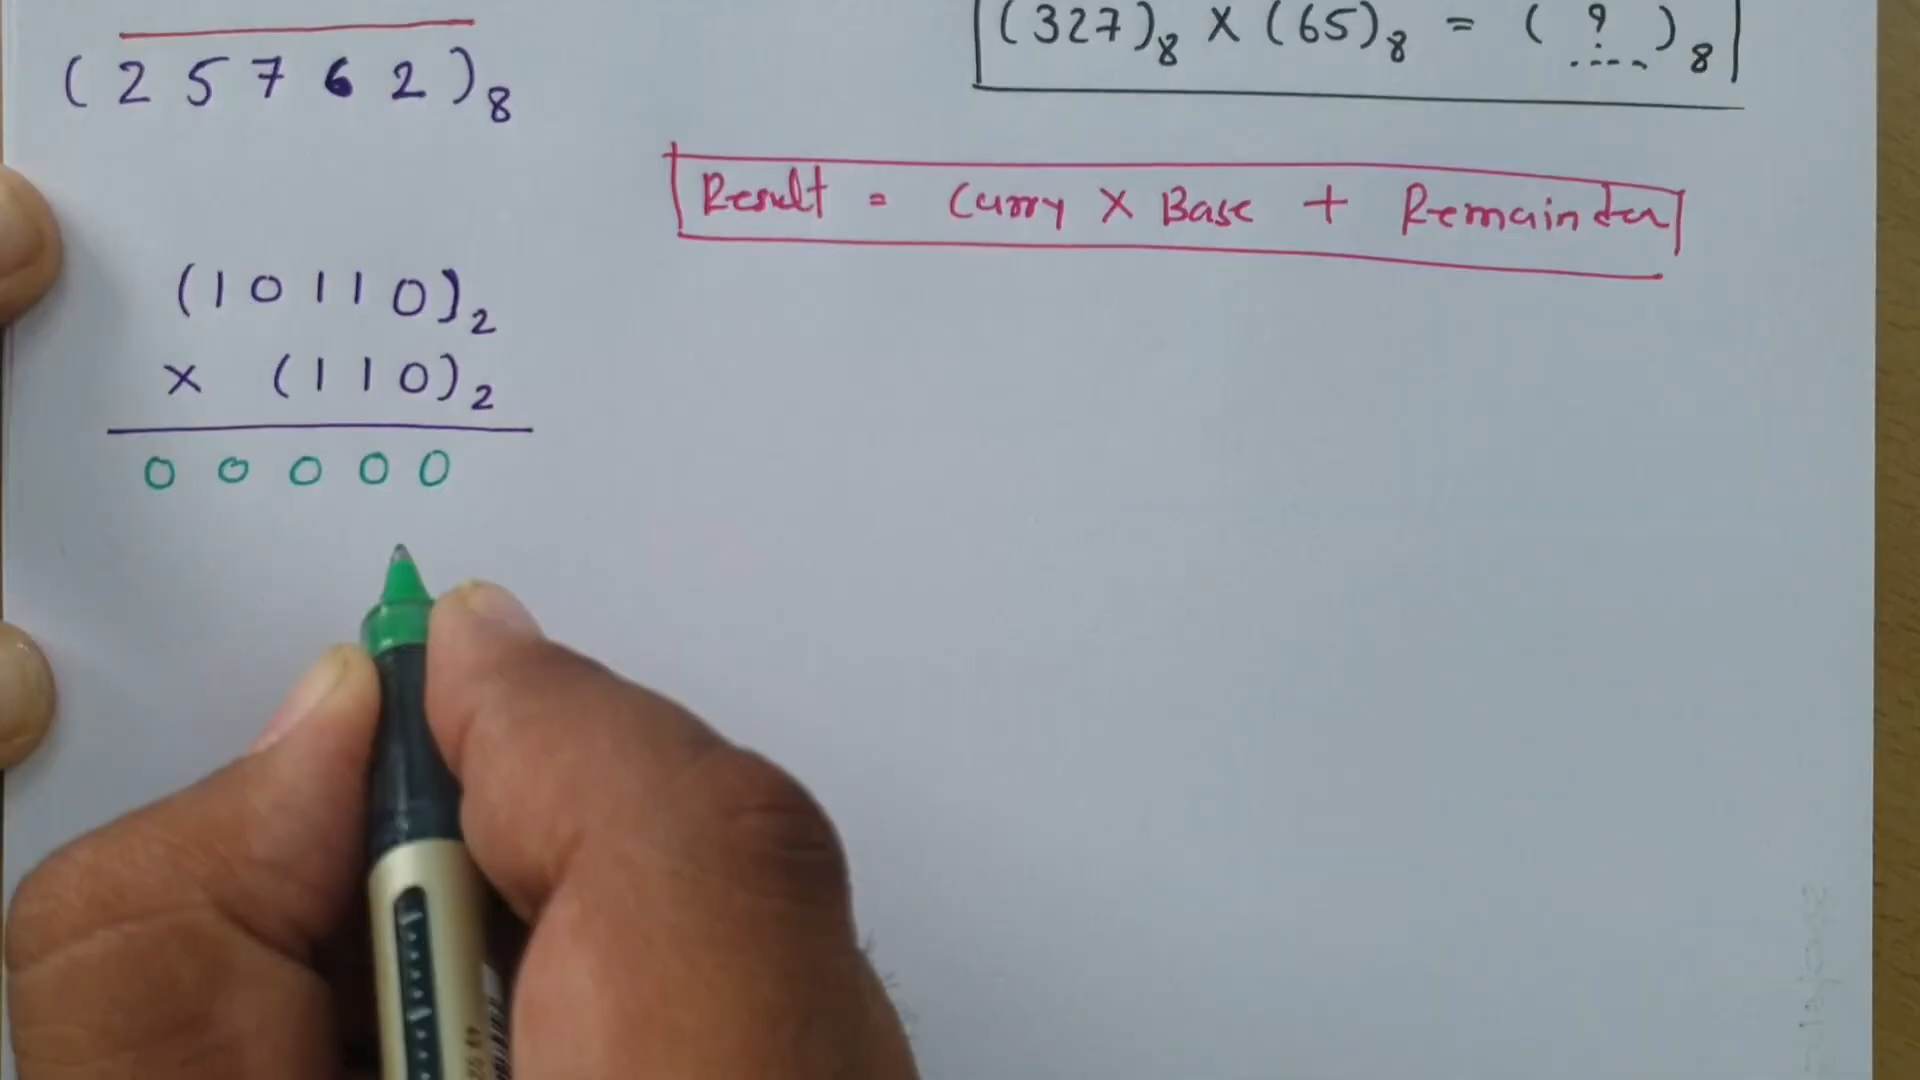 (327)₈ X (65)₈ = (?)₈
(25762)₈
Result = Carry X Base + Remainder
(10110)₂
× (110)₂
00000